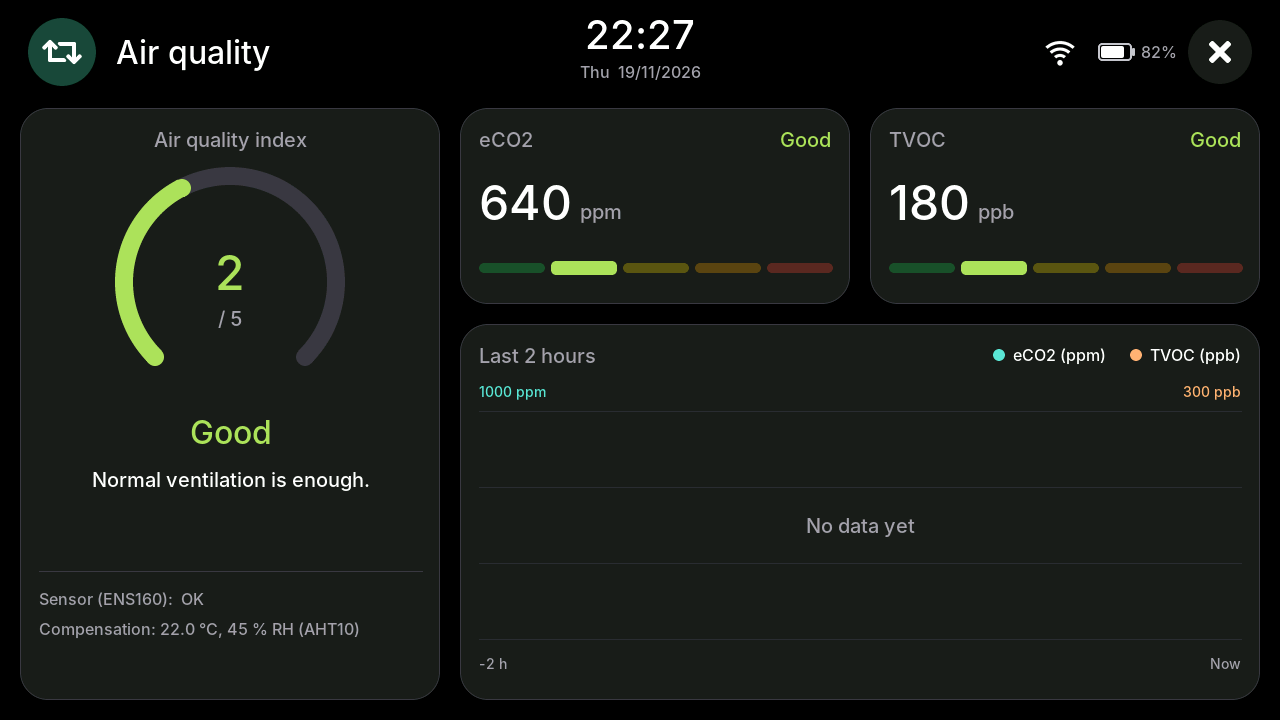 Air quality
22:27
Thu 19/11/2026
82%
Air quality index
2
/ 5
Good
Normal ventilation is enough.
Sensor (ENS160): OK
Compensation: 22.0 °C, 45 % RH (AHT10)
eCO2
Good
640 ppm
TVOC
Good
180 ppb
Last 2 hours
eCO2 (ppm)
TVOC (ppb)
1000 ppm
300 ppb
No data yet
-2 h
Now